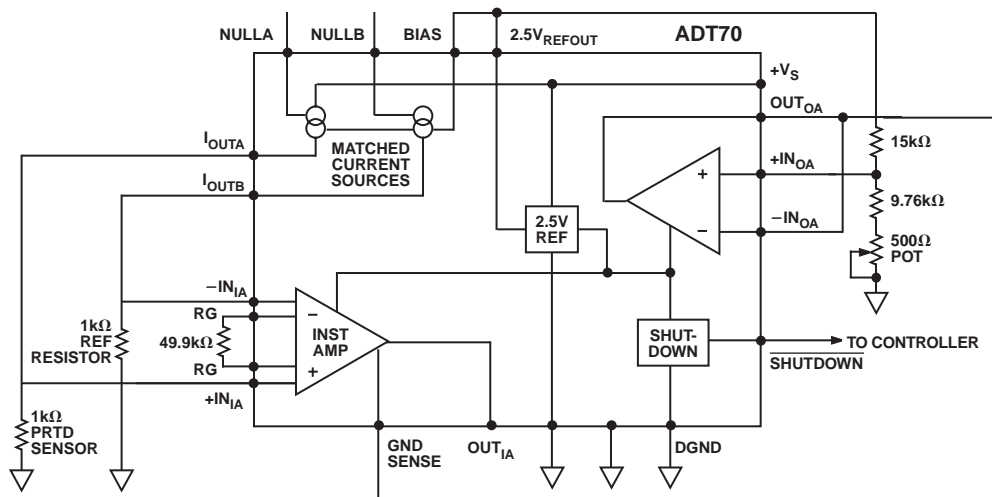 NULLA NULLB BIAS 2.5V_REFOUT ADT70
+V_S
OUT_OA
I_OUTA
MATCHED
CURRENT
SOURCES
15kΩ
+IN_OA
I_OUTB
+
9.76kΩ
2.5V
REF
−
−IN_OA
500Ω
POT
−IN_IA
RG
−
1kΩ
REF
RESISTOR
49.9kΩ
INST
AMP
SHUT-
DOWN
TO CONTROLLER
SHUTDOWN
RG
+
+IN_IA
1kΩ
PRTD
SENSOR
GND
SENSE
OUT_IA
DGND